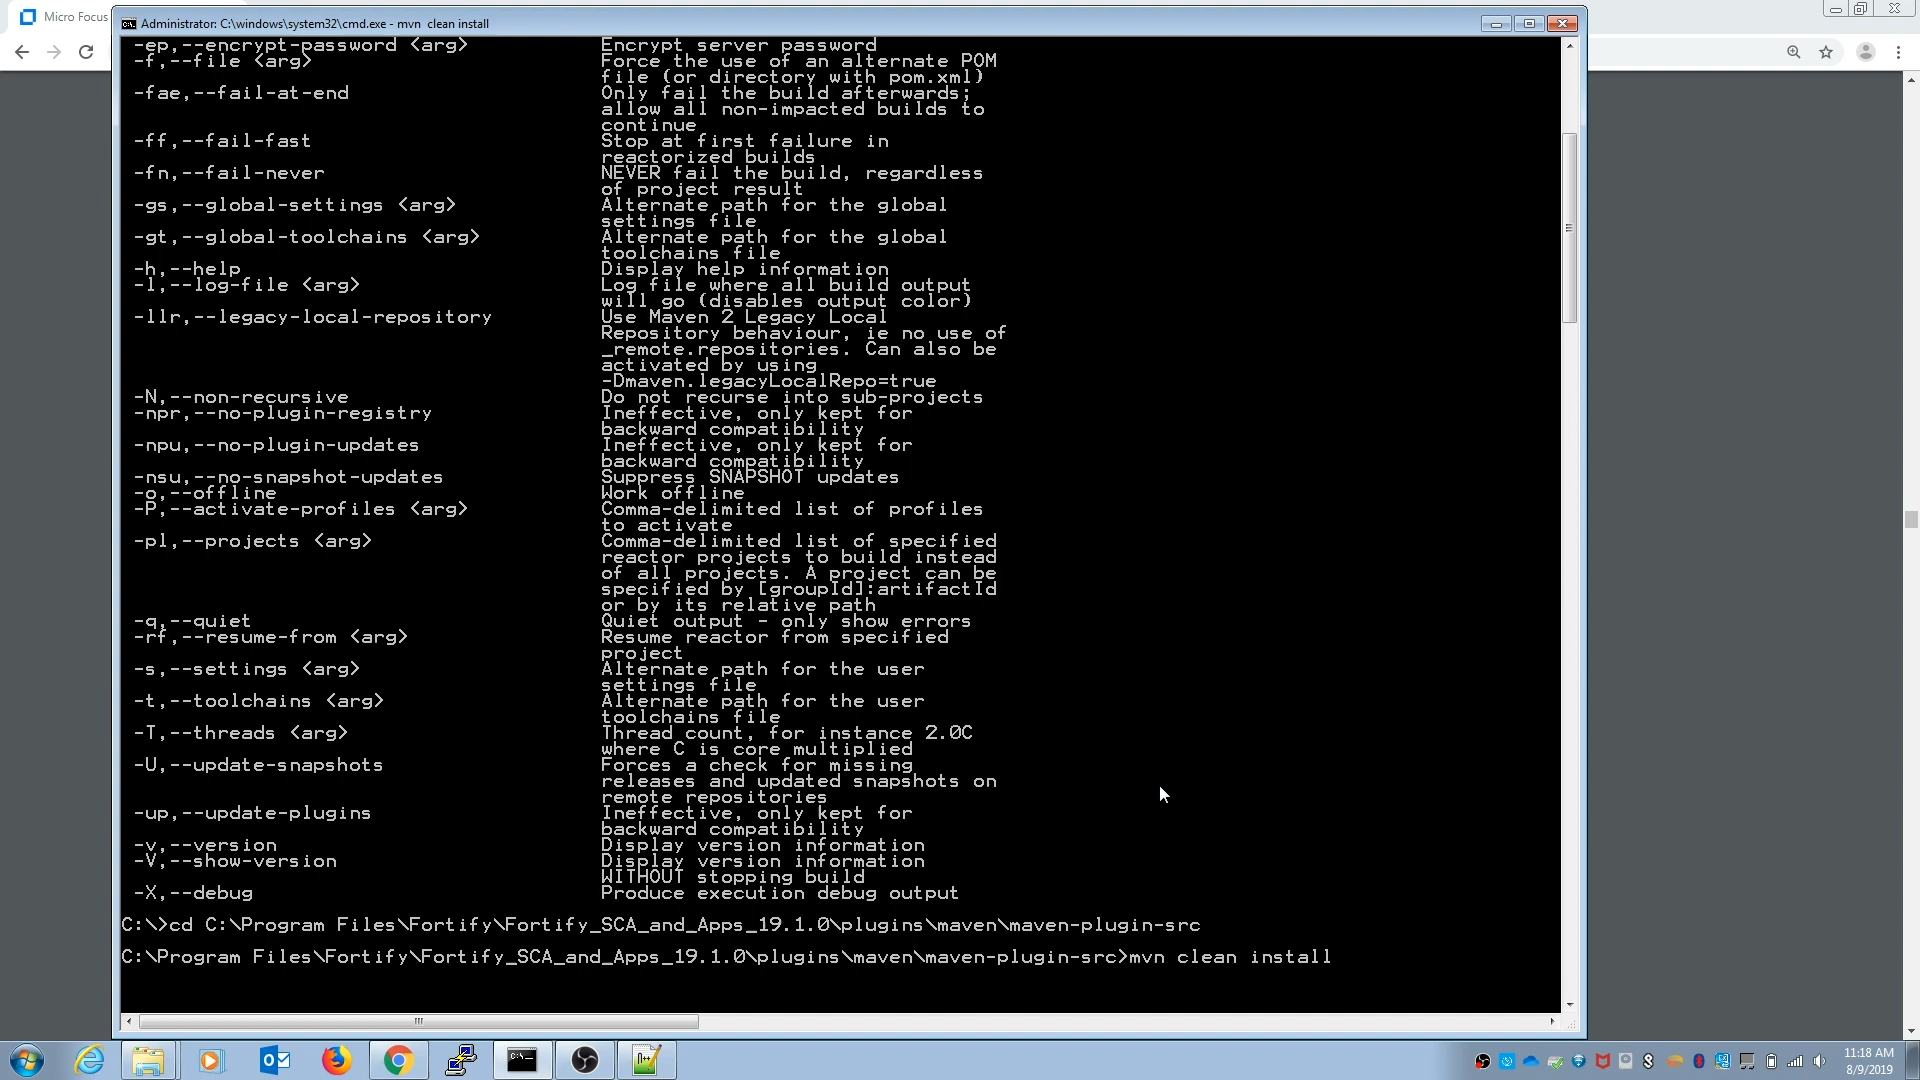 Micro Focus
Administrator: C:\windows\system32\cmd.exe - mvn  clean install
-ep,--encrypt-password <arg> Encrypt server password
-f,--file <arg> Force the use of an alternate POM
file (or directory with pom.xml)
-fae,--fail-at-end Only fail the build afterwards;
allow all non-impacted builds to
continue
-ff,--fail-fast Stop at first failure in
reactorized builds
-fn,--fail-never NEVER fail the build, regardless
of project result
-gs,--global-settings <arg> Alternate path for the global
settings file
-gt,--global-toolchains <arg> Alternate path for the global
toolchains file
-h,--help Display help information
-l,--log-file <arg> Log file where all build output
will go (disables output color)
-llr,--legacy-local-repository Use Maven 2 Legacy Local
Repository behaviour, ie no use of
_remote.repositories. Can also be
activated by using
-Dmaven.legacyLocalRepo=true
-N,--non-recursive Do not recurse into sub-projects
-npr,--no-plugin-registry Ineffective, only kept for
backward compatibility
-npu,--no-plugin-updates Ineffective, only kept for
backward compatibility
-nsu,--no-snapshot-updates Suppress SNAPSHOT updates
-o,--offline Work offline
-P,--activate-profiles <arg> Comma-delimited list of profiles
to activate
-pl,--projects <arg> Comma-delimited list of specified
reactor projects to build instead
of all projects. A project can be
specified by [groupId]:artifactId
or by its relative path
-q,--quiet Quiet output - only show errors
-rf,--resume-from <arg> Resume reactor from specified
project
-s,--settings <arg> Alternate path for the user
settings file
-t,--toolchains <arg> Alternate path for the user
toolchains file
-T,--threads <arg> Thread count, for instance 2.0C
where C is core multiplied
-U,--update-snapshots Forces a check for missing
releases and updated snapshots on
remote repositories
-up,--update-plugins Ineffective, only kept for
backward compatibility
-v,--version Display version information
-V,--show-version Display version information
WITHOUT stopping build
-X,--debug Produce execution debug output
C:\>cd C:\Program Files\Fortify\Fortify_SCA_and_Apps_19.1.0\plugins\maven\maven-plugin-src
C:\Program Files\Fortify\Fortify_SCA_and_Apps_19.1.0\plugins\maven\maven-plugin-src>mvn clean install
11:18 AM
8/9/2019